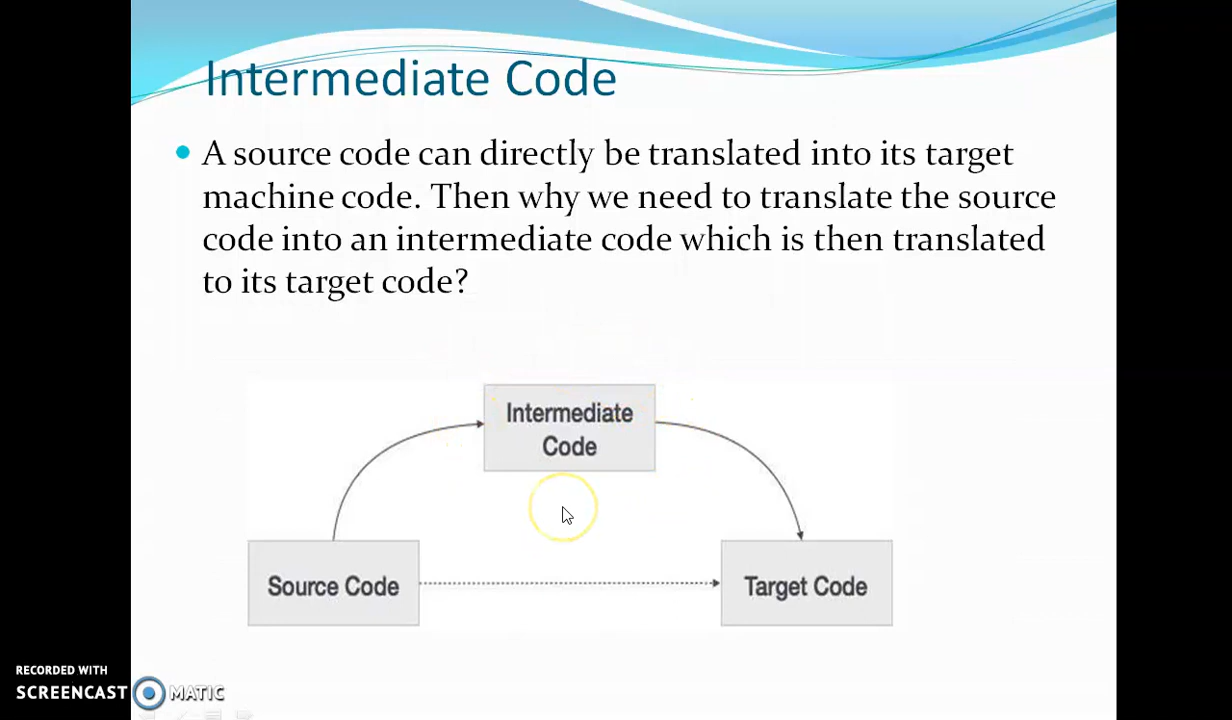 Intermediate Code
A source code can directly be translated into its target
machine code. Then why we need to translate the source
code into an intermediate code which is then translated
to its target code?
Intermediate
Code
Source Code
Target Code
RECORDED WITH
SCREENCAST MATIC